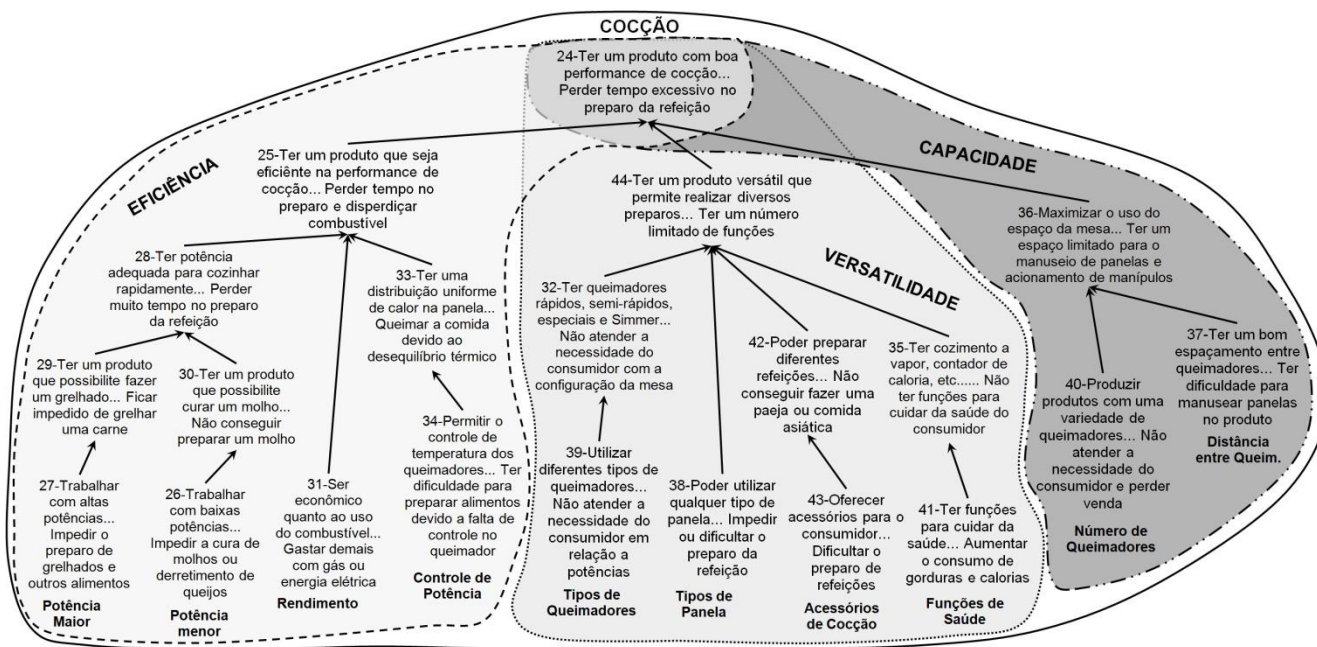 COCÇÃO
24-Ter um produto com boa
performance de cocção...
Perder tempo excessivo no
preparo da refeição
EFICIÊNCIA
25-Ter um produto que seja
eficiente na performance de
cocção... Perder tempo no
preparo e disperdiçar
combustível
44-Ter um produto versátil que
permite realizar diversos
preparos... Ter um número
limitado de funções
CAPACIDADE
36-Maximizar o uso do
espaço da mesa... Ter um
espaço limitado para o
manuseio de panelas e
acionamento de manípulos
VERSATILIDADE
28-Ter potência
adequada para cozinhar
rapidamente... Perder
muito tempo no preparo
da refeição
33-Ter uma
distribuição uniforme
de calor na panela...
Queimar a comida
devido ao
desequilíbrio térmico
32-Ter queimadores
rápidos, semi-rápidos,
especiais e Simmer...
Não atender a
necessidade do
consumidor com a
configuração da mesa
42-Poder preparar
diferentes
refeições... Não
conseguir fazer uma
paeja ou comida
asiática
35-Ter cozimento a
vapor, contador de
caloria, etc...... Não
ter funções para
cuidar da saúde do
consumidor
37-Ter um bom
espaçamento entre
queimadores... Ter
dificuldade para
manusear panelas
no produto
Distância
entre Queim.
29-Ter um produto
que possibilite fazer
um grelhado... Ficar
impedido de grelhar
uma carne
30-Ter um produto
que possibilite
curar um molho...
Não conseguir
preparar um molho
34-Permitir o
controle de
temperatura dos
queimadores... Ter
dificuldade para
preparar alimentos
devido a falta de
controle no
queimador
Controle de
Potência
40-Produzir
produtos com uma
variedade de
queimadores... Não
atender a
necessidade do
consumidor e perder
venda
Número de
Queimadores
27-Trabalhar
com altas
potências...
Impedir o
preparo de
grelhados e
outros alimentos
Potência
Maior
26-Trabalhar
com baixas
potências...
Impedir a cura de
molhos ou
derretimento de
queijos
Potência
menor
31-Ser
econômico
quanto ao uso
do combustível...
Gastar demais
com gás ou
energia elétrica
Rendimento
39-Utilizar
diferentes tipos de
queimadores...
Não atender a
necessidade do
consumidor em
relação a
potências
Tipos de
Queimadores
38-Poder utilizar
qualquer tipo de
panela... Impedir
ou dificultar o
preparo da
refeição
Tipos de
Panela
43-Oferecer
acessórios para o
consumidor...
Dificultar o
preparo de
refeições
Acessórios
de Cocção
41-Ter funções
para cuidar da
saúde... Aumentar
o consumo de
gorduras e calorias
Funções de
Saúde